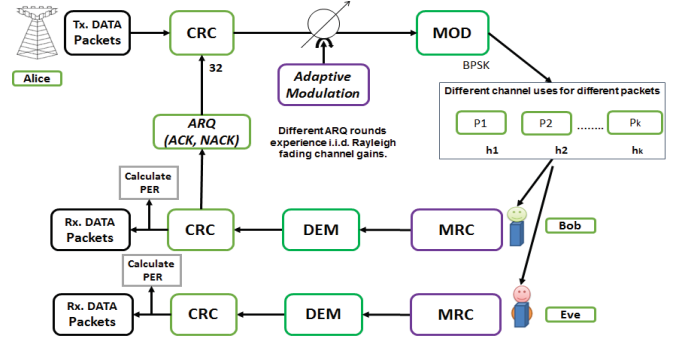 Tx. DATA
Packets
CRC
MOD
Alice
32
BPSK
Adaptive
Modulation
Different channel uses for different packets
P1
P2
........
Pk
h1
h2
hk
ARQ
(ACK, NACK)
Different ARQ rounds
experience i.i.d. Rayleigh
fading channel gains.
Calculate
PER
Rx. DATA
Packets
CRC
DEM
MRC
Bob
Calculate
PER
Rx. DATA
Packets
CRC
DEM
MRC
Eve